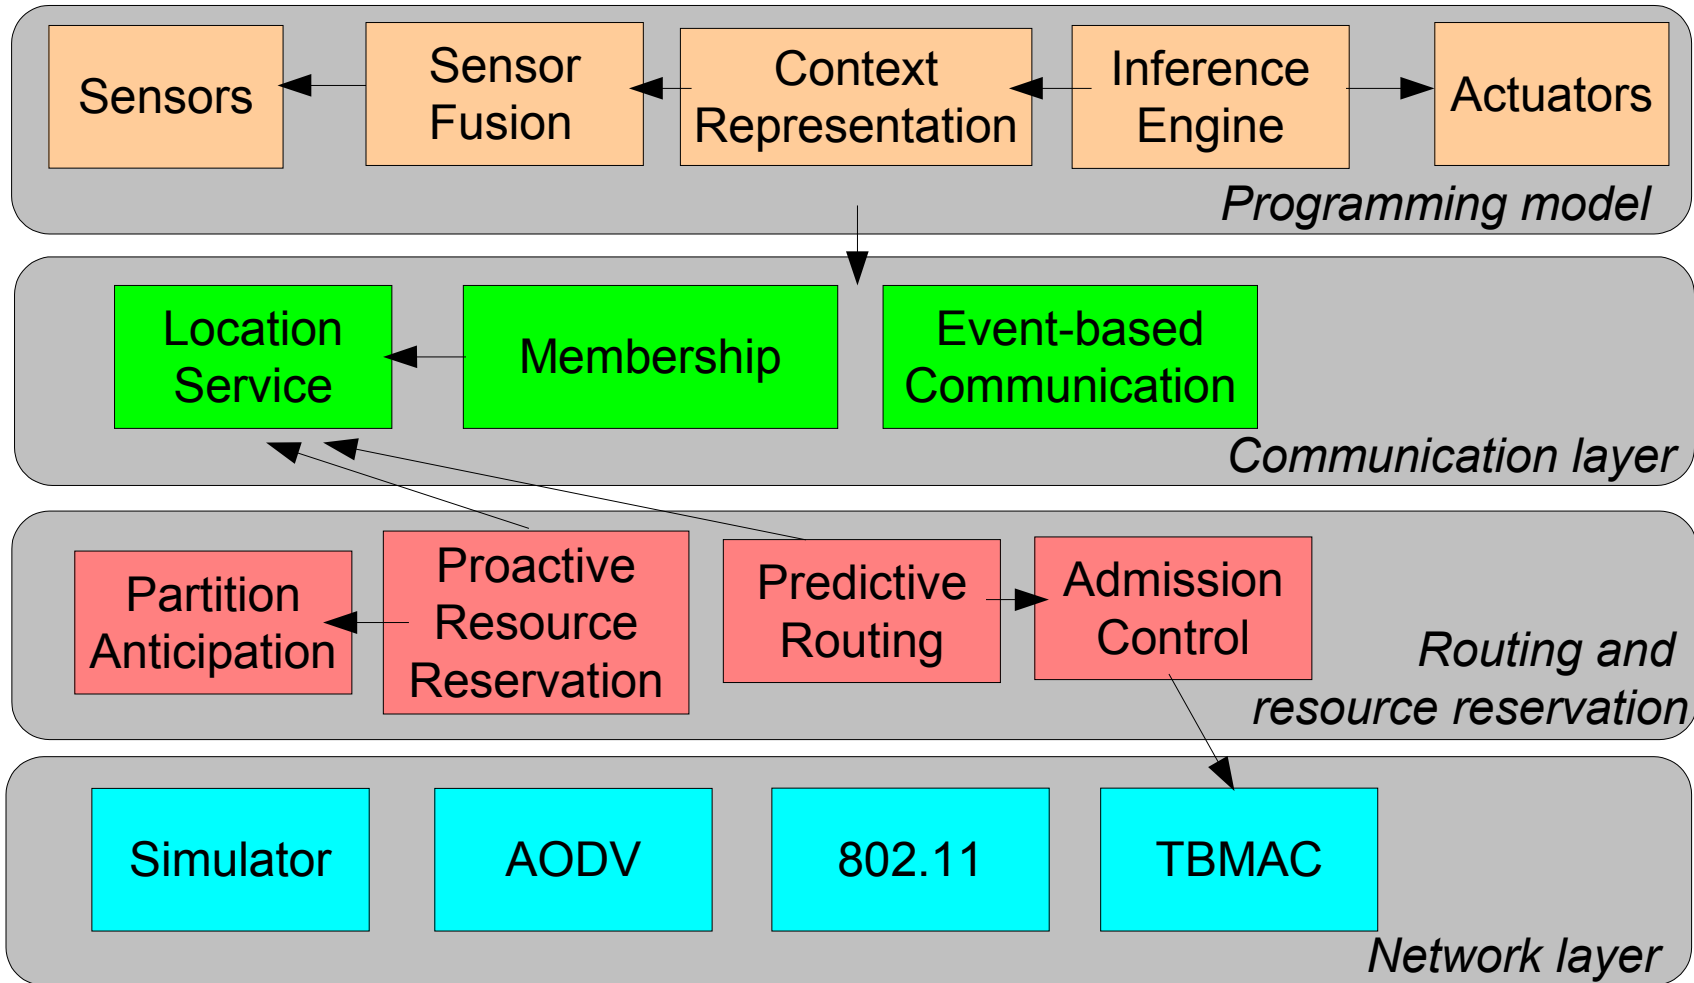 Sensors
Sensor
Fusion
Context
Representation
Inference
Engine
Actuators
Programming model
Location
Service
Membership
Event-based
Communication
Communication layer
Partition
Anticipation
Proactive
Resource
Reservation
Predictive
Routing
Admission
Control
Routing and
resource reservation
Simulator
AODV
802.11
TBMAC
Network layer